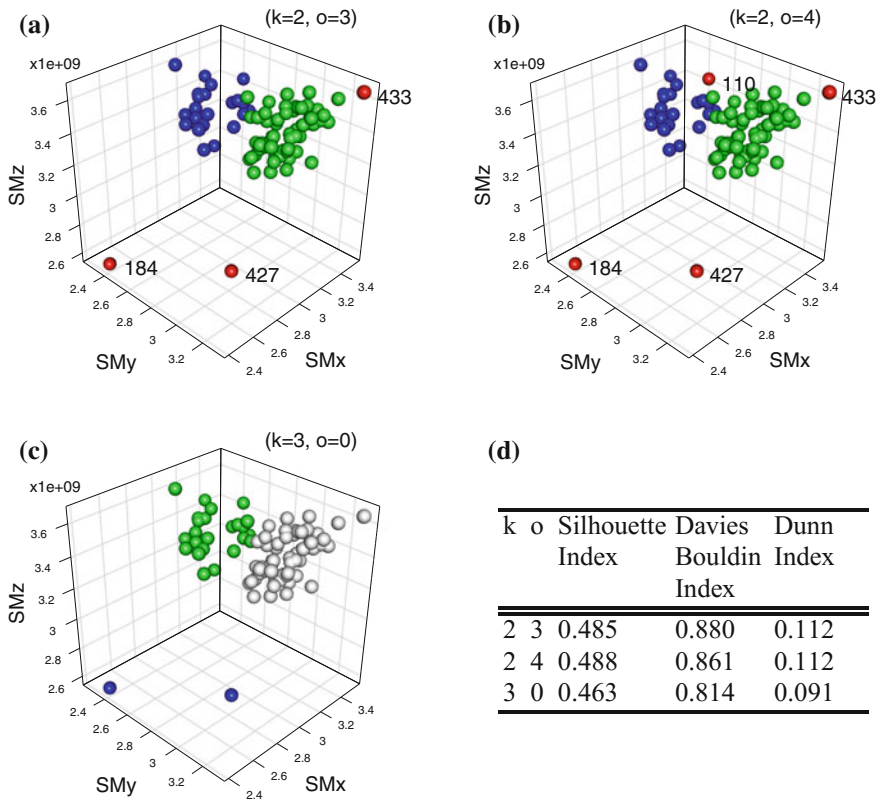 (a)
(k=2, o=3)
x1e+09
3.6
3.4
3.2
3
2.8
2.6
SMz
433
184
427
2.4
2.6
2.8
3
3.2
SMy
2.4
2.6
2.8
3
3.2
3.4
SMx
(b)
(k=2, o=4)
x1e+09
3.6
3.4
3.2
3
2.8
2.6
SMz
110
433
184
427
2.4
2.6
2.8
3
3.2
SMy
2.4
2.6
2.8
3
3.2
3.4
SMx
(c)
(k=3, o=0)
x1e+09
3.6
3.4
3.2
3
2.8
2.6
SMz
2.4
2.6
2.8
3
3.2
SMy
2.4
2.6
2.8
3
3.2
3.4
SMx
(d)
k o Silhouette Davies Dunn
Index Bouldin Index
Index
2 3 0.485 0.880 0.112
2 4 0.488 0.861 0.112
3 0 0.463 0.814 0.091